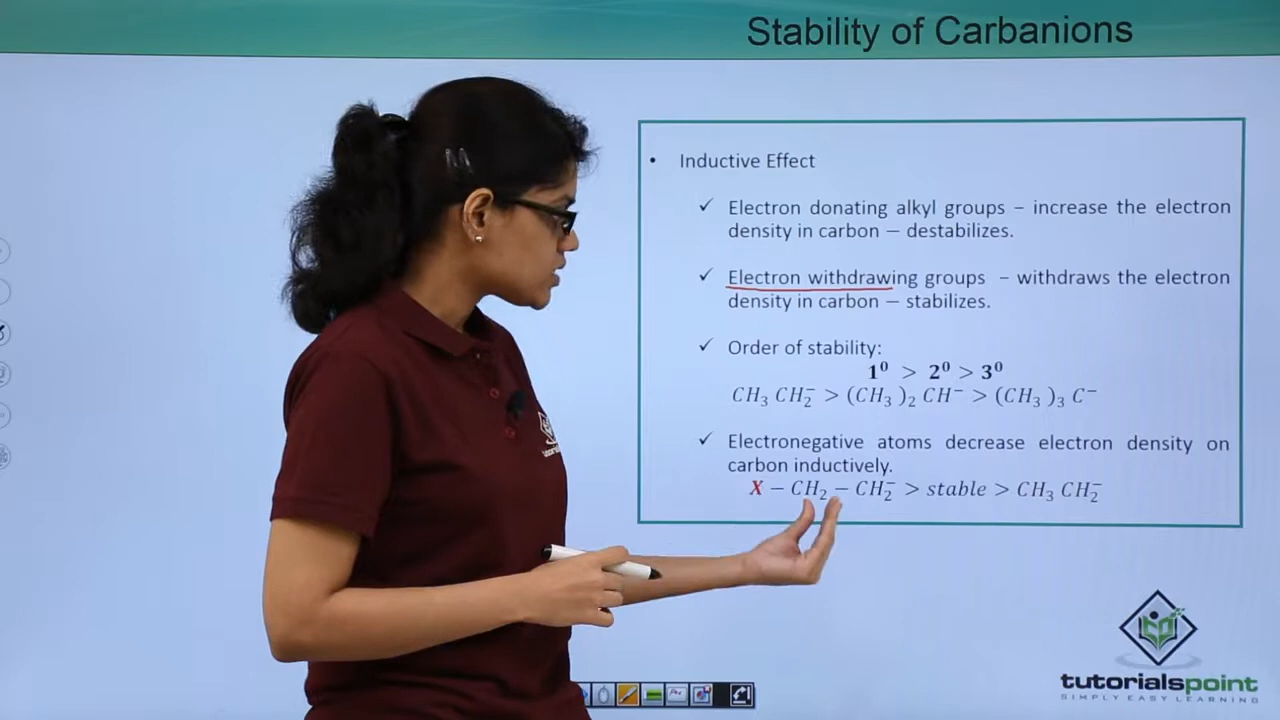 Stability of Carbanions
• Inductive Effect
✓ Electron donating alkyl groups – increase the electron
density in carbon – destabilizes.
✓ Electron withdrawing groups – withdraws the electron
density in carbon – stabilizes.
✓ Order of stability:
1⁰ > 2⁰ > 3⁰
CH₃ CH₂⁻ > (CH₃ )₂ CH⁻ > (CH₃ )₃ C⁻
✓ Electronegative atoms decrease electron density on
carbon inductively.
X – CH₂ – CH₂⁻ > stable > CH₃ CH₂⁻
tutorialspoint
SIMPLY EASY LEARNING